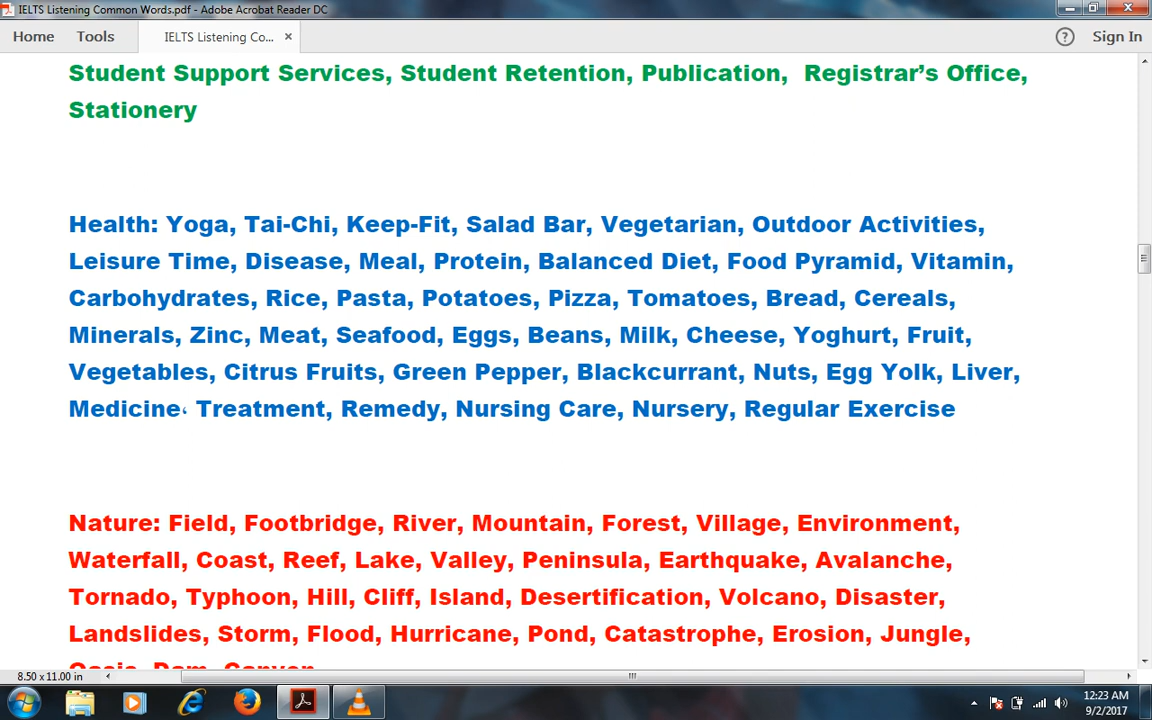 IELTS Listening Common Words.pdf - Adobe Acrobat Reader DC
Home Tools IELTS Listening Co... × ? Sign In
Student Support Services, Student Retention, Publication, Registrar’s Office,
Stationery
Health: Yoga, Tai-Chi, Keep-Fit, Salad Bar, Vegetarian, Outdoor Activities,
Leisure Time, Disease, Meal, Protein, Balanced Diet, Food Pyramid, Vitamin,
Carbohydrates, Rice, Pasta, Potatoes, Pizza, Tomatoes, Bread, Cereals,
Minerals, Zinc, Meat, Seafood, Eggs, Beans, Milk, Cheese, Yoghurt, Fruit,
Vegetables, Citrus Fruits, Green Pepper, Blackcurrant, Nuts, Egg Yolk, Liver,
Medicine، Treatment, Remedy, Nursing Care, Nursery, Regular Exercise
Nature: Field, Footbridge, River, Mountain, Forest, Village, Environment,
Waterfall, Coast, Reef, Lake, Valley, Peninsula, Earthquake, Avalanche,
Tornado, Typhoon, Hill, Cliff, Island, Desertification, Volcano, Disaster,
Landslides, Storm, Flood, Hurricane, Pond, Catastrophe, Erosion, Jungle,
Oasis, Dam, Canyon
8.50 x 11.00 in
12:23 AM
9/2/2017